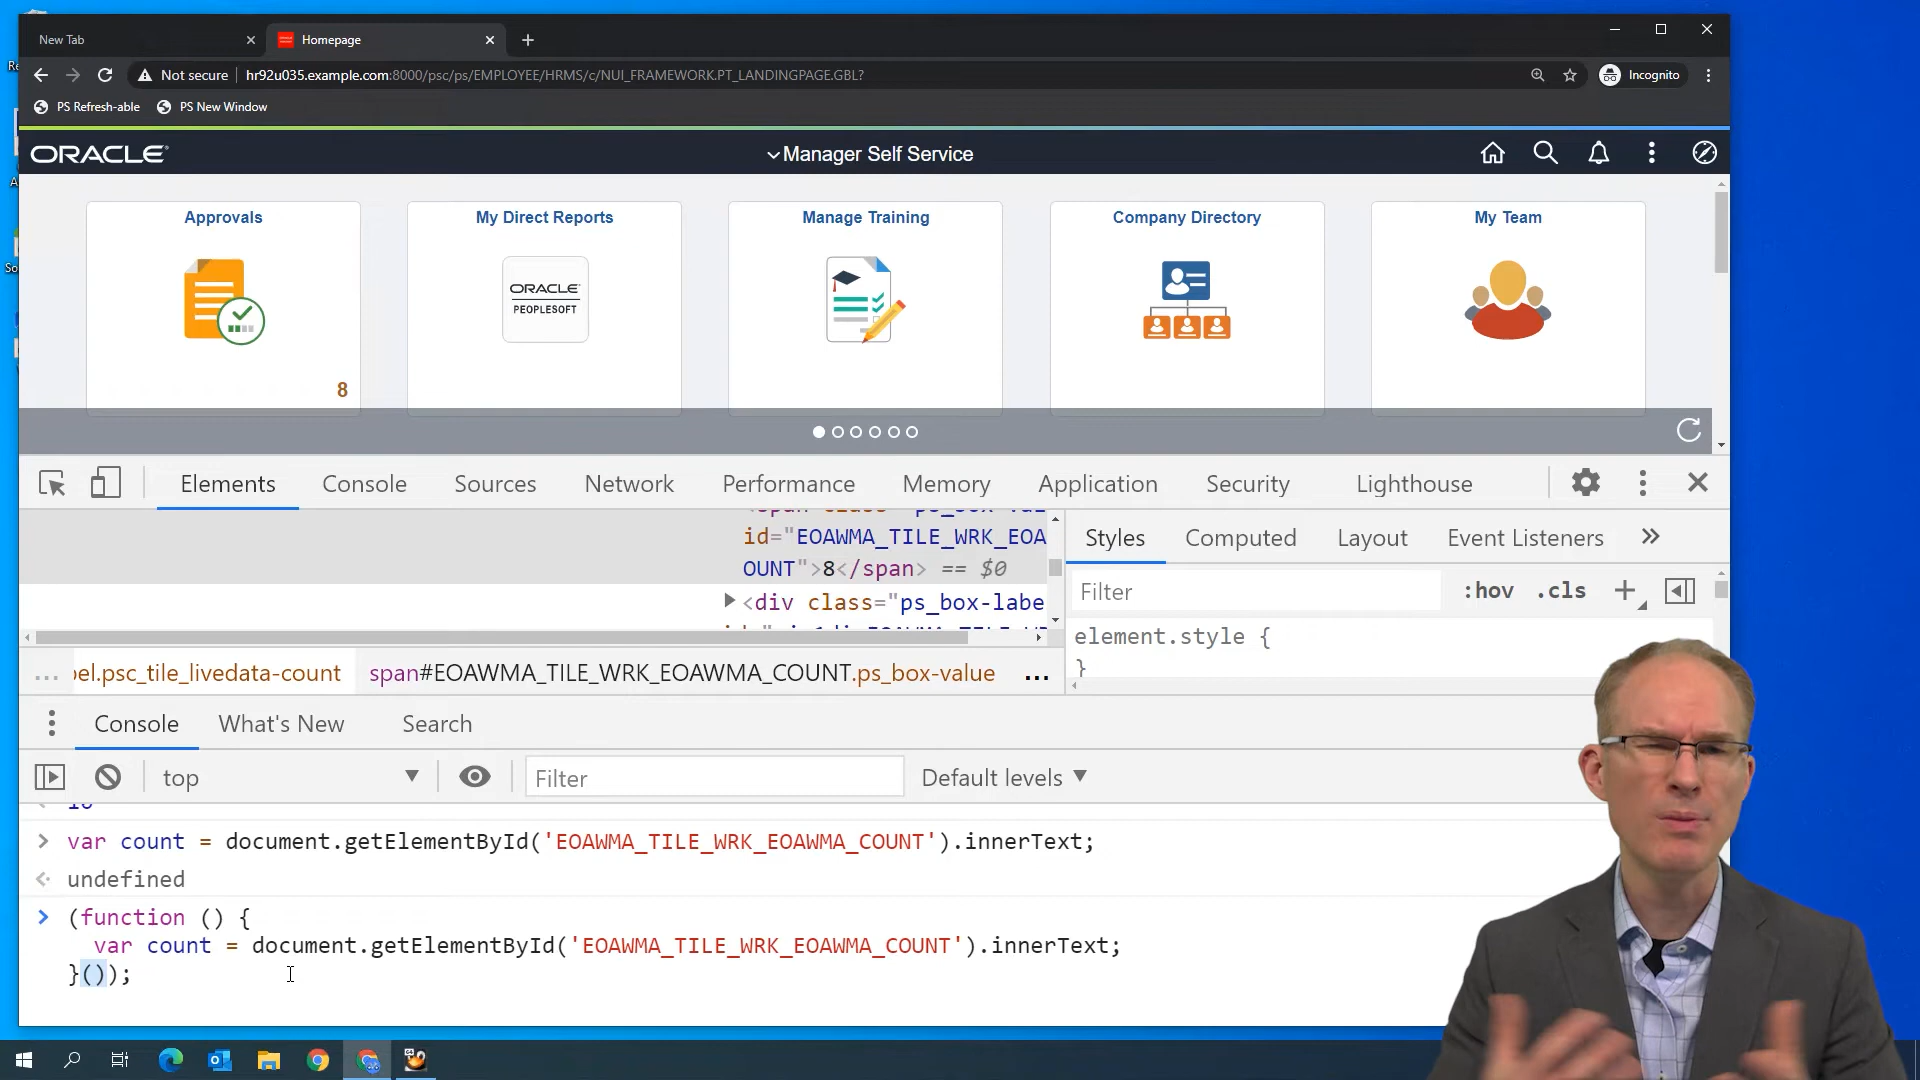 New Tab
Homepage
Not secure
hr92u035.example.com:8000/psc/ps/EMPLOYEE/HRMS/c/NUI_FRAMEWORK.PT_LANDINGPAGE.GBL?
Incognito
PS Refresh-able
PS New Window
ORACLE
Manager Self Service
Approvals
My Direct Reports
Manage Training
Company Directory
My Team
ORACLE
PEOPLESOFT
8
Elements Console Sources Network Performance Memory Application Security Lighthouse
id="EOAWMA_TILE_WRK_EOA
OUNT">8</span> == $0
<div class="ps_box-labe
Styles Computed Layout Event Listeners
Filter
:hov .cls
element.style {
}
... el.psc_tile_livedata-count span#EOAWMA_TILE_WRK_EOAWMA_COUNT.ps_box-value ...
Console What's New Search
top
Filter
Default levels
var count = document.getElementById('EOAWMA_TILE_WRK_EOAWMA_COUNT').innerText;
undefined
(function () {
var count = document.getElementById('EOAWMA_TILE_WRK_EOAWMA_COUNT').innerText;
}());